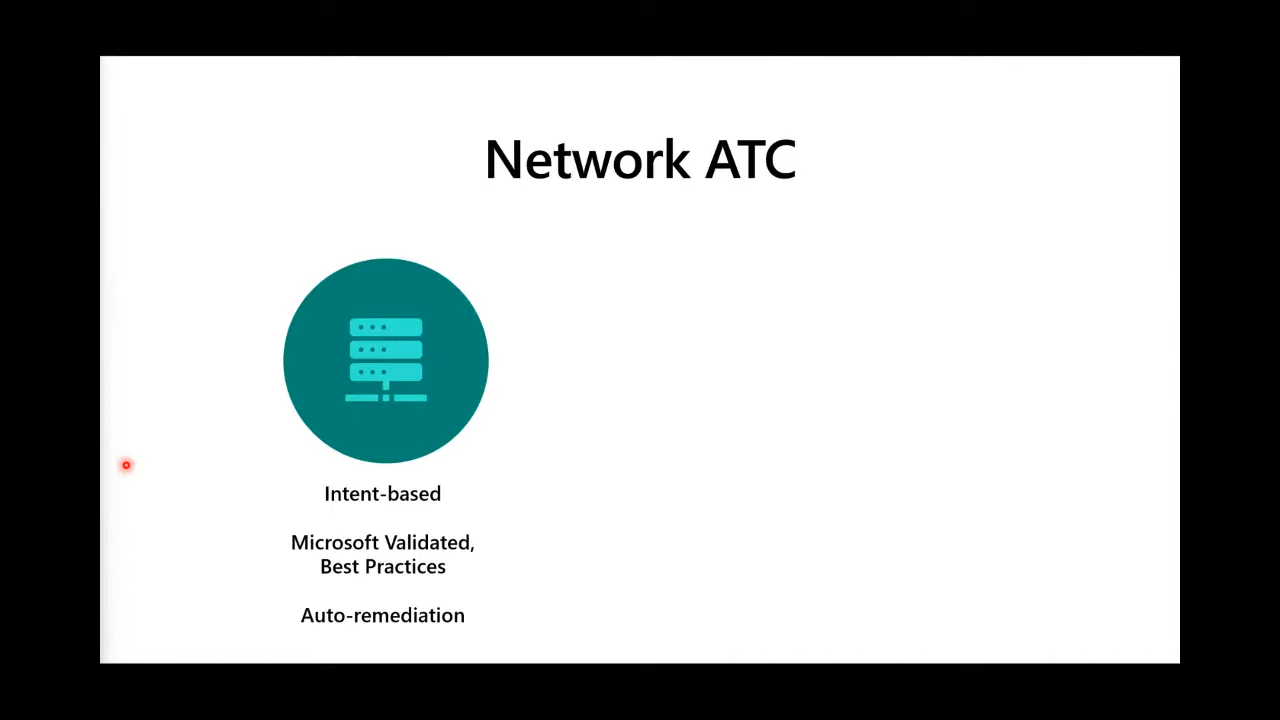 Network ATC
Intent-based
Microsoft Validated,
Best Practices
Auto-remediation